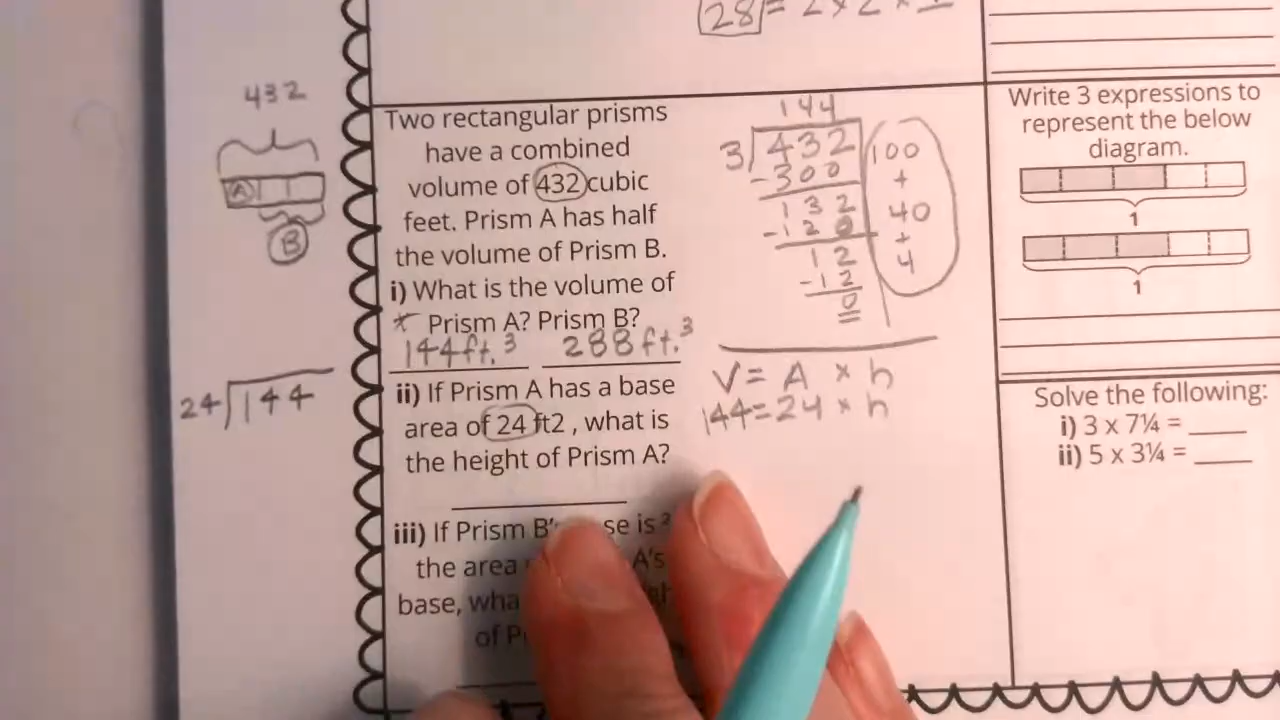 28 = 2 x 2 x
432
A
B
Two rectangular prisms
have a combined
volume of 432 cubic
feet. Prism A has half
the volume of Prism B.
i) What is the volume of
* Prism A? Prism B?
144 ft.³ 288 ft.³
ii) If Prism A has a base
area of 24 ft2 , what is
the height of Prism A?
iii) If Prism B's se is
the area A's
base,
of
24 144
144
3 432
-300
132
-120
12
-12
0
100
+
40
+
4
V = A x h
144 = 24 x h
Write 3 expressions to
represent the below
diagram.
1
1
Solve the following:
i) 3 x 7¼ = ____
ii) 5 x 3¼ = ____